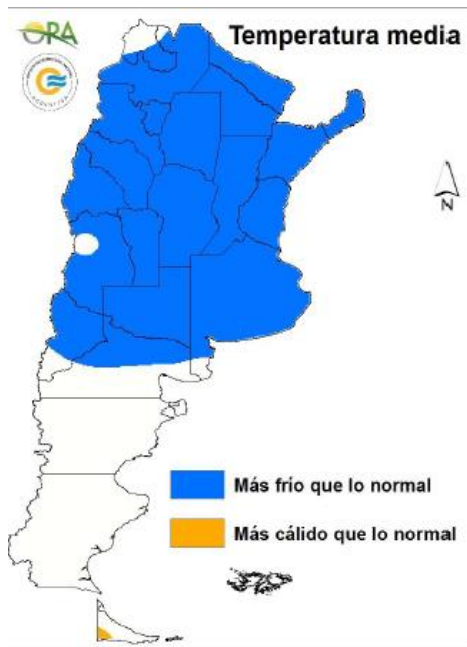 ORA
Temperatura media
N
Más frío que lo normal
Más cálido que lo normal